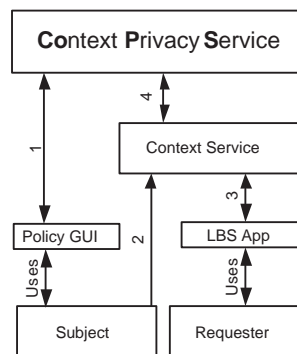 Context Privacy Service
1
4
Context Service
2
3
Policy GUI
LBS App
Uses
Uses
Subject
Requester